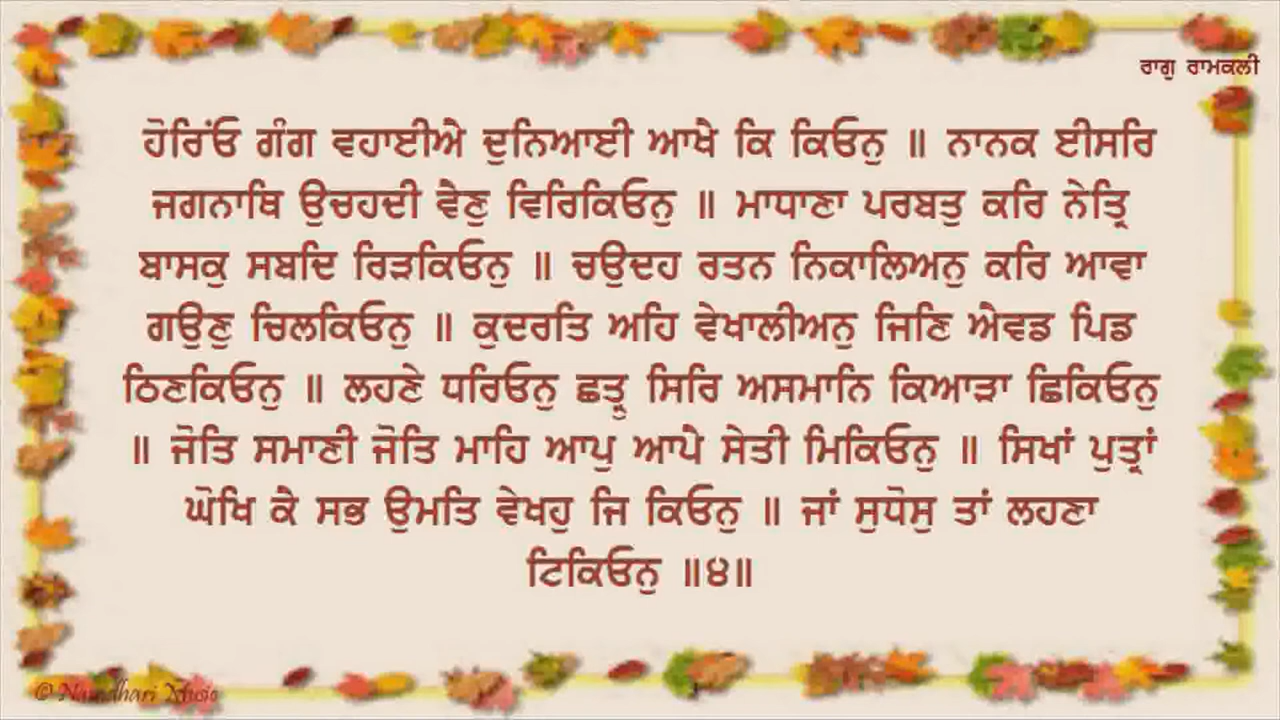 ਰਾਗੁ ਰਾਮਕਲੀ
ਹੋਰਿਂਓ ਗੰਗ ਵਹਾਈਐ ਦੁਨਿਆਈ ਆਖੈ ਕਿ ਕਿਓਨੁ ॥ ਨਾਨਕ ਈਸਰਿ
ਜਗਨਾਥਿ ਉਚਹਦੀ ਵੈਣੁ ਵਿਰਿਕਿਓਨੁ ॥ ਮਾਧਾਣਾ ਪਰਬਤੁ ਕਰਿ ਨੇਤ੍ਰਿ
ਬਾਸਕੁ ਸਬਦਿ ਰਿੜਕਿਓਨੁ ॥ ਚਉਦਹ ਰਤਨ ਨਿਕਾਲਿਅਨੁ ਕਰਿ ਆਵਾ
ਗਉਣੁ ਚਿਲਕਿਓਨੁ ॥ ਕੁਦਰਤਿ ਅਹਿ ਵੇਖਾਲੀਅਨੁ ਜਿਣਿ ਐਵਡ ਪਿਡ
ਠਿਣਕਿਓਨੁ ॥ ਲਹਣੇ ਧਰਿਓਨੁ ਛਤ੍ਰੁ ਸਿਰਿ ਅਸਮਾਨਿ ਕਿਆੜਾ ਛਿਕਿਓਨੁ
॥ ਜੋਤਿ ਸਮਾਣੀ ਜੋਤਿ ਮਾਹਿ ਆਪੁ ਆਪੈ ਸੇਤੀ ਮਿਕਿਓਨੁ ॥ ਸਿਖਾਂ ਪੁਤ੍ਰਾਂ
ਘੋਖਿ ਕੈ ਸਭ ਉਮਤਿ ਵੇਖਹੁ ਜਿ ਕਿਓਨੁ ॥ ਜਾਂ ਸੁਧੋਸੁ ਤਾਂ ਲਹਣਾ
ਟਿਕਿਓਨੁ ॥੪॥
© Namdhari Music